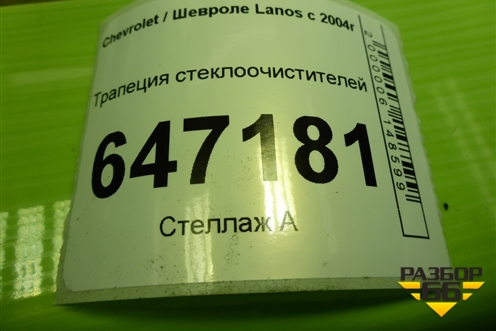 Chevrolet / Шевроле Lanos с 2004г
Трапеция стеклоочистителей
647181
Стеллаж А
2000006148599
РАЗБОР
66